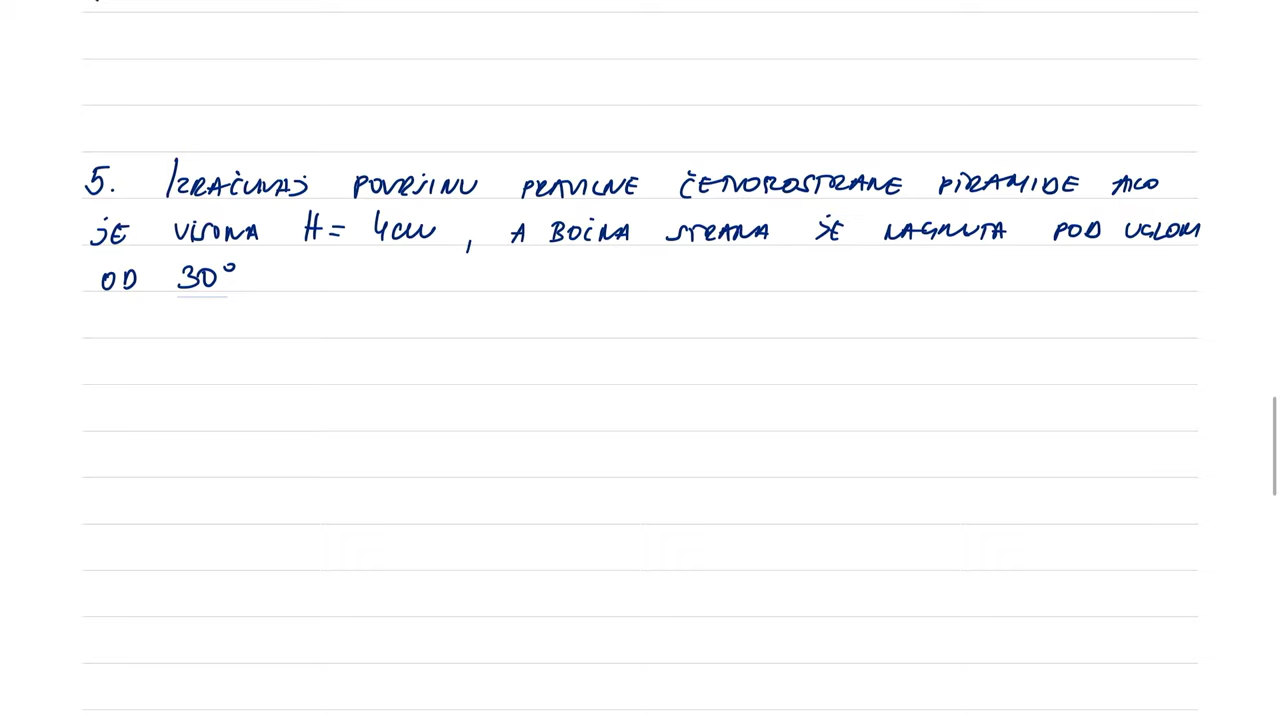 5. IZRAČUNAJ POVRŠINU PRAVILNE ČETVOROSTRANE PIRAMIDE AKO
JE VISINA H = 4cm, A BOČNA STRANA JE NAGNUTA POD UGLOM
OD 30°